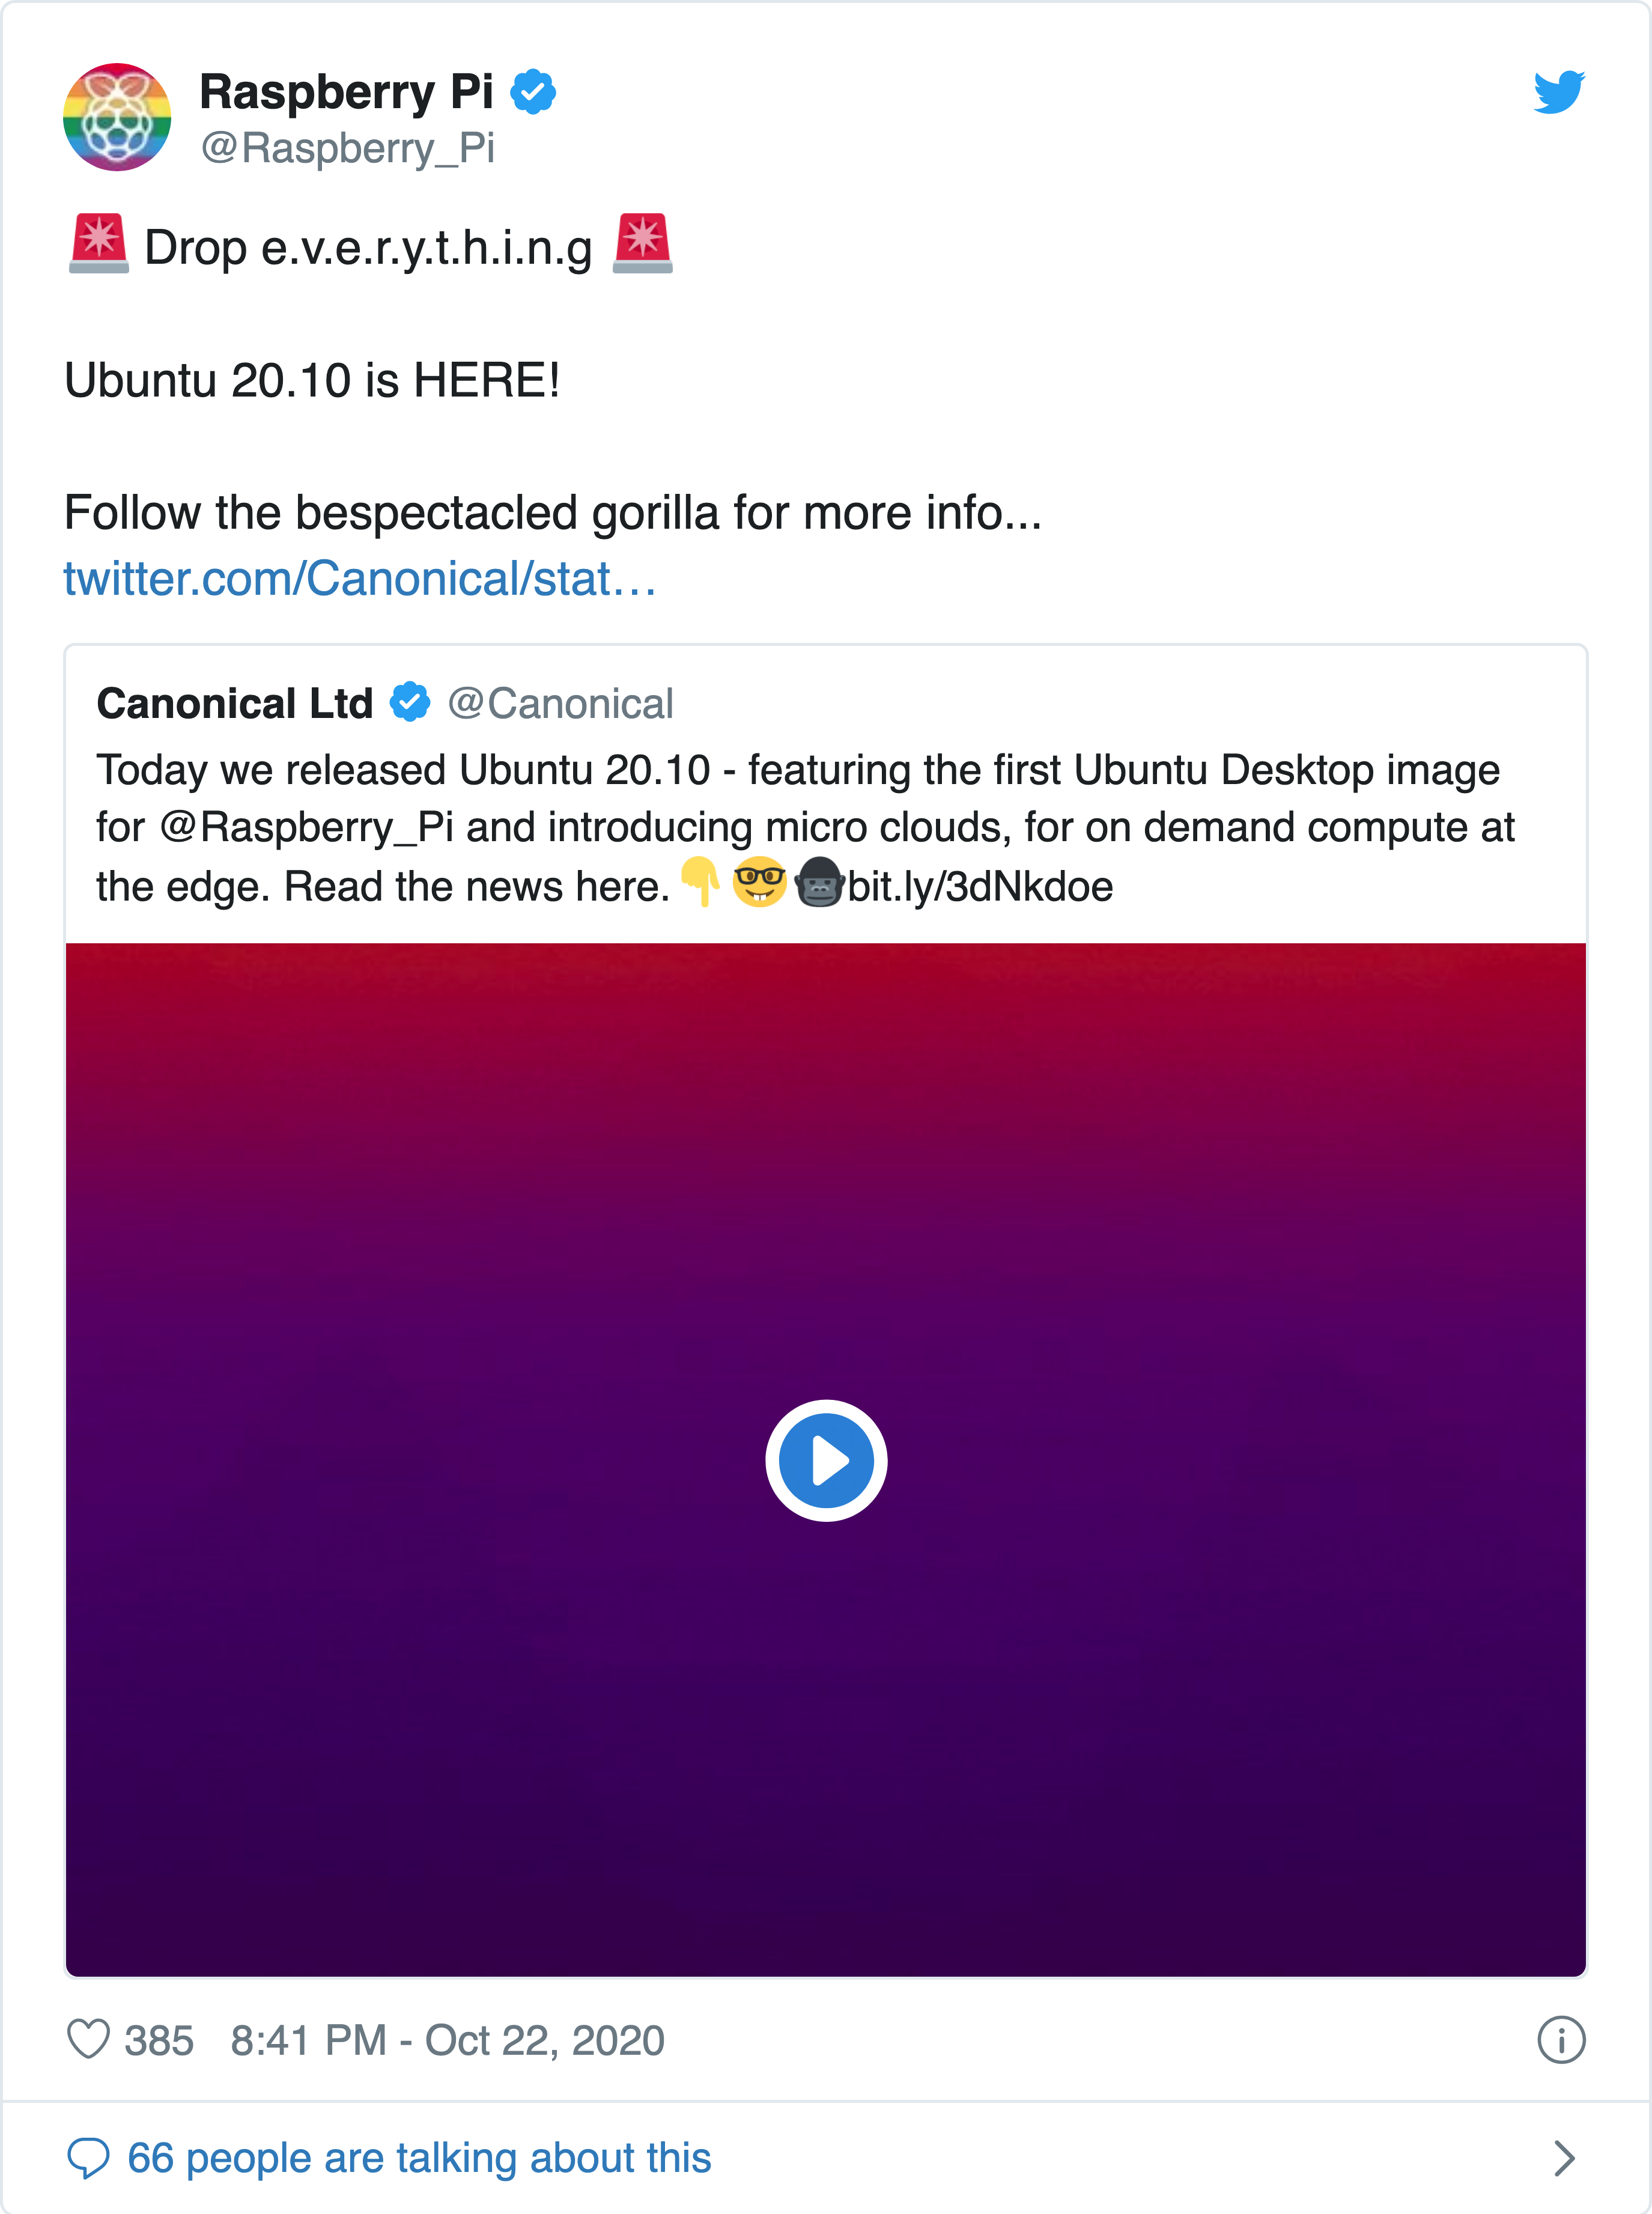 Raspberry Pi
@Raspberry_Pi
🚨 Drop e.v.e.r.y.t.h.i.n.g 🚨
Ubuntu 20.10 is HERE!
Follow the bespectacled gorilla for more info...
twitter.com/Canonical/stat…
Canonical Ltd @Canonical
Today we released Ubuntu 20.10 - featuring the first Ubuntu Desktop image
for @Raspberry_Pi and introducing micro clouds, for on demand compute at
the edge. Read the news here.👇🤓🦍bit.ly/3dNkdoe
385 8:41 PM - Oct 22, 2020
66 people are talking about this